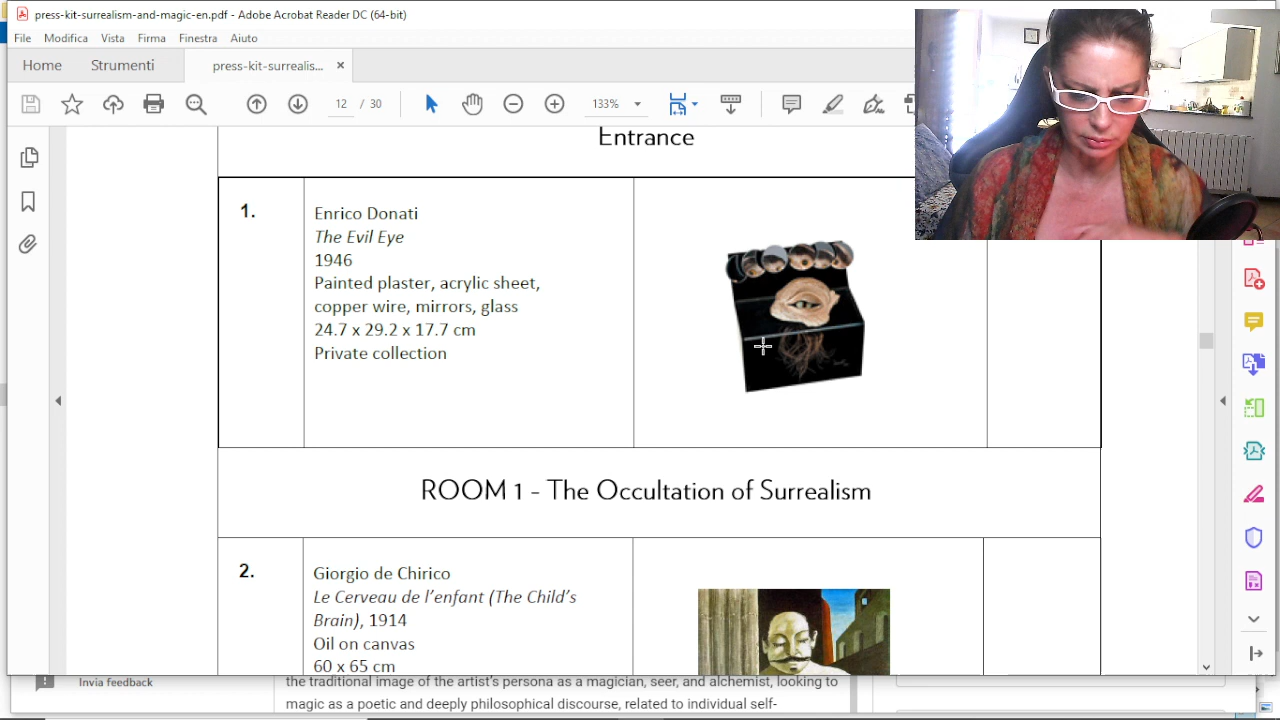 press-kit-surrealism-and-magic-en.pdf - Adobe Acrobat Reader DC (64-bit)
File Modifica Vista Firma Finestra Aiuto
Home Strumenti press-kit-surrealis... ×
12 / 30 133%
Entrance
1.
Enrico Donati
The Evil Eye
1946
Painted plaster, acrylic sheet,
copper wire, mirrors, glass
24.7 x 29.2 x 17.7 cm
Private collection
ROOM 1 - The Occultation of Surrealism
2.
Giorgio de Chirico
Le Cerveau de l’enfant (The Child’s
Brain), 1914
Oil on canvas
60 x 65 cm
Invia feedback
the traditional image of the artist's persona as a magician, seer, and alchemist, looking to
magic as a poetic and deeply philosophical discourse, related to individual self-